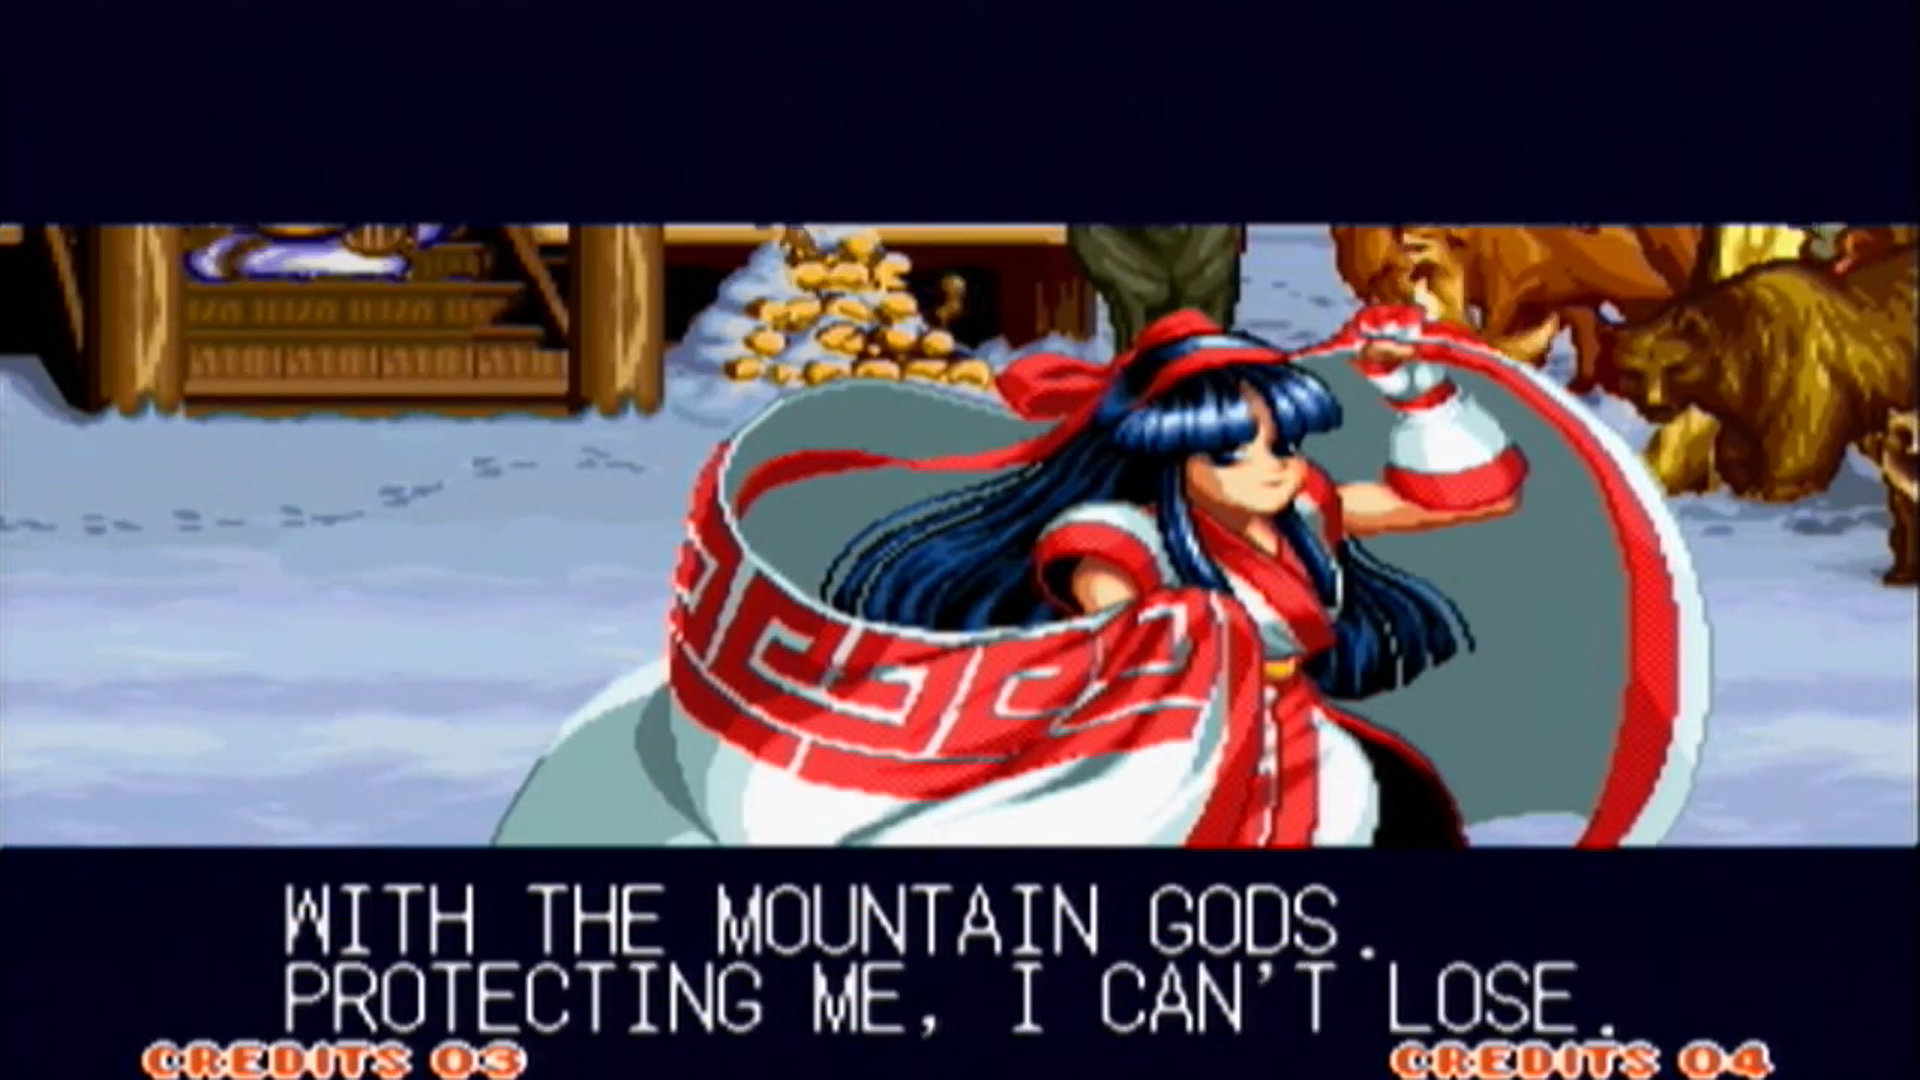 WITH THE MOUNTAIN GODS.
PROTECTING ME, I CAN'T LOSE.
CREDITS 03
CREDITS 04